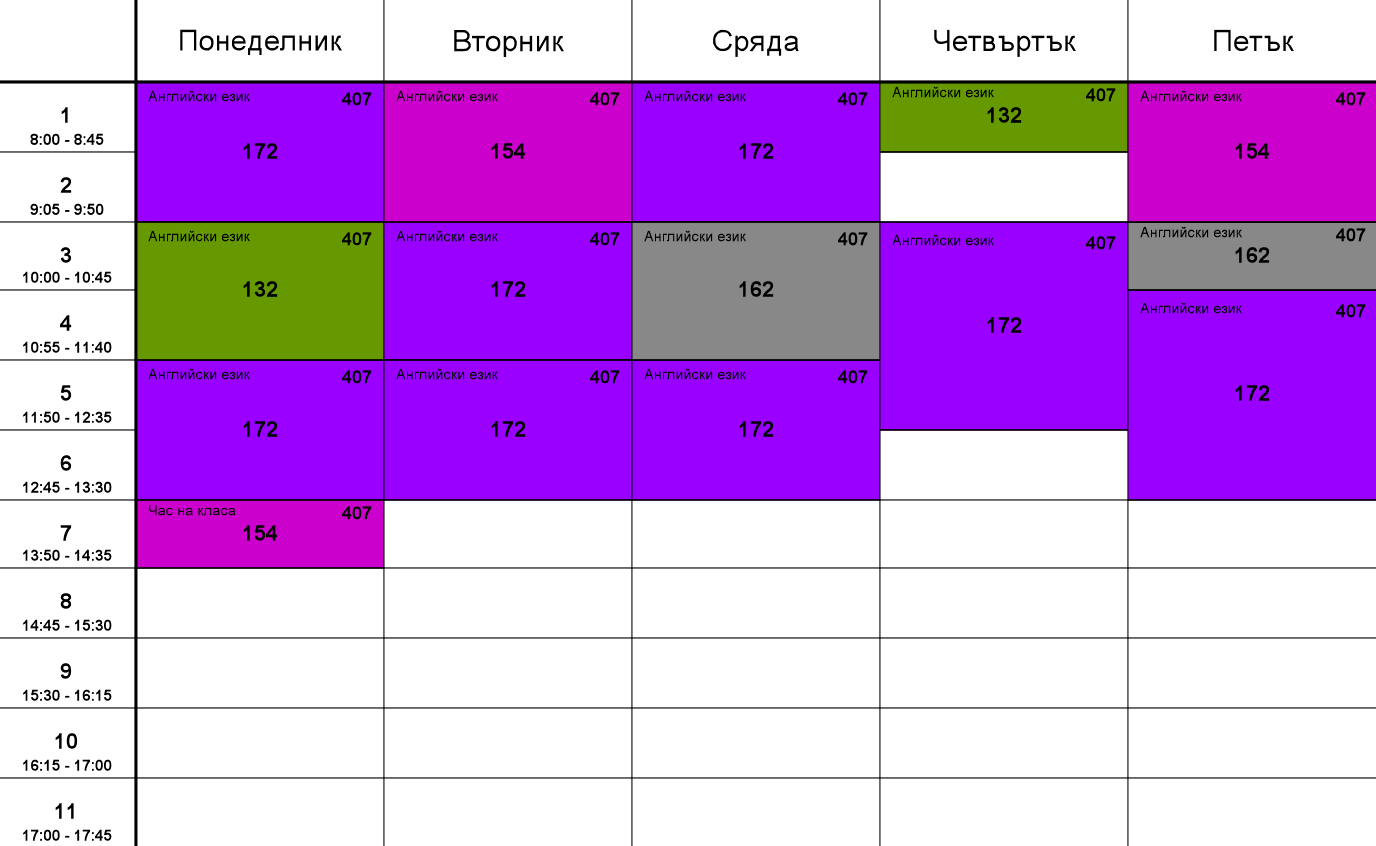 Понеделник Вторник Сряда Четвъртък Петък
1
8:00 - 8:45
Английски език 407
172
Английски език 407
154
Английски език 407
172
Английски език 407
132
Английски език 407
154
2
9:05 - 9:50
3
10:00 - 10:45
Английски език 407
132
Английски език 407
172
Английски език 407
162
Английски език 407
172
Английски език 407
162
4
10:55 - 11:40
Английски език 407
172
5
11:50 - 12:35
Английски език 407
172
Английски език 407
172
Английски език 407
172
6
12:45 - 13:30
7
13:50 - 14:35
Час на класа 407
154
8
14:45 - 15:30
9
15:30 - 16:15
10
16:15 - 17:00
11
17:00 - 17:45